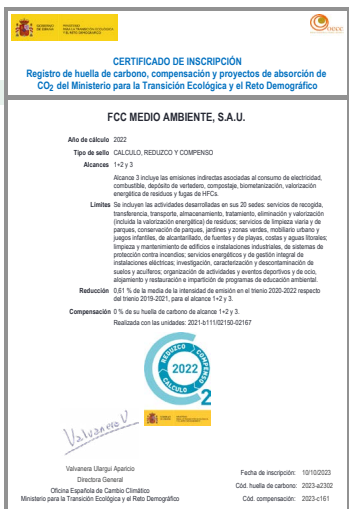 GOBIERNO DE ESPAÑA
MINISTERIO PARA LA TRANSICIÓN ECOLÓGICA Y EL RETO DEMOGRÁFICO
oecc
CERTIFICADO DE INSCRIPCIÓN
Registro de huella de carbono, compensación y proyectos de absorción de
CO2 del Ministerio para la Transición Ecológica y el Reto Demográfico
FCC MEDIO AMBIENTE, S.A.U.
Año de cálculo 2022
Tipo de sello CALCULO, REDUZCO Y COMPENSO
Alcances 1+2 y 3
Alcance 3 incluye las emisiones indirectas asociadas al consumo de electricidad,
combustible, depósito de vertedero, compostaje, biometanización, valorización
energética de residuos y fugas de HFCs.
Límites Se incluyen las actividades desarrolladas en sus 20 sedes: servicios de recogida,
transferencia, transporte, almacenamiento, tratamiento, eliminación y valorización
(incluida la valorización energética) de residuos; servicios de limpieza viaria y de
parques, conservación de parques, jardines y zonas verdes, mobiliario urbano y
juegos infantiles, de alcantarillado, de fuentes y de playas, costas y aguas litorales;
limpieza y mantenimiento de edificios e instalaciones industriales, de sistemas de
protección contra incendios; servicios energéticos y de gestión integral de
instalaciones eléctricas; investigación, caracterización y descontaminación de
suelos y acuíferos; organización de actividades y eventos deportivos y de ocio,
alojamiento y restauración e impartición de programas de educación ambiental.
Reducción 0,61 % de la media de la intensidad de emisión en el trienio 2020-2022 respecto
del trienio 2019-2021, para el alcance 1+2 y 3.
Compensación 0 % de su huella de carbono de alcance 1+2 y 3.
Realizada con las unidades: 2021-b111/02150-02167
REDUZCO COMPENSO
2022
CALCULO
2
Valvanera U
Valvanera Ulargui Aparicio
Directora General
Oficina Española de Cambio Climático
Ministerio para la Transición Ecológica y el Reto Demográfico
Fecha de inscripción: 10/10/2023
Cód. huella de carbono: 2023-a2302
Cód. compensación: 2023-c161